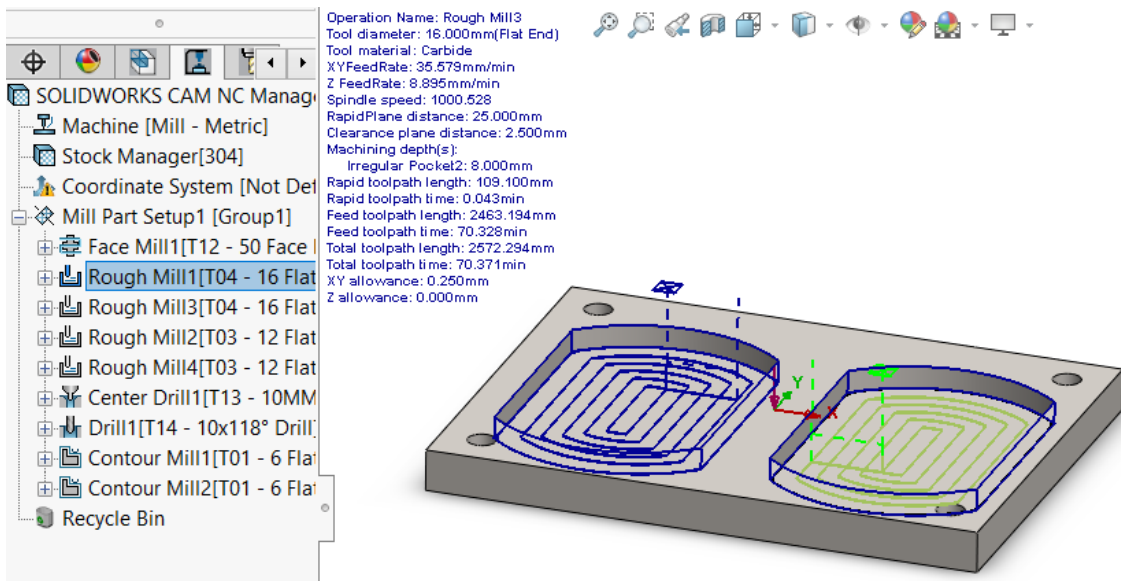 SOLIDWORKS CAM NC Manag
Machine [Mill - Metric]
Stock Manager[304]
Coordinate System [Not Def
Mill Part Setup1 [Group1]
Face Mill1[T12 - 50 Face
Rough Mill1[T04 - 16 Flat
Rough Mill3[T04 - 16 Flat
Rough Mill2[T03 - 12 Flat
Rough Mill4[T03 - 12 Flat
Center Drill1[T13 - 10MM
Drill1[T14 - 10x118° Drill]
Contour Mill1[T01 - 6 Flat
Contour Mill2[T01 - 6 Flat
Recycle Bin
Operation Name: Rough Mill3
Tool diameter: 16.000mm(Flat End)
Tool material: Carbide
XYFeedRate: 35.579mm/min
Z FeedRate: 8.895mm/min
Spindle speed: 1000.528
RapidPlane distance: 25.000mm
Clearance plane distance: 2.500mm
Machining depth(s):
Irregular Pocket2: 8.000mm
Rapid toolpath length: 109.100mm
Rapid toolpath time: 0.043min
Feed toolpath length: 2463.194mm
Feed toolpath time: 70.328min
Total toolpath length: 2572.294mm
Total toolpath time: 70.371min
XY allowance: 0.250mm
Z allowance: 0.000mm
Y
X